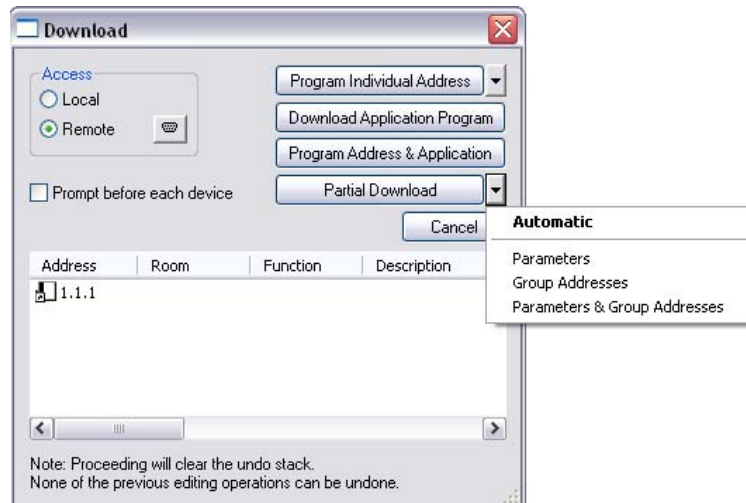 Download
Access
Local
Remote
Program Individual Address
Download Application Program
Program Address & Application
Prompt before each device
Partial Download
Cancel
Automatic
Parameters
Group Addresses
Parameters & Group Addresses
Address Room Function Description
1.1.1
Note: Proceeding will clear the undo stack.
None of the previous editing operations can be undone.